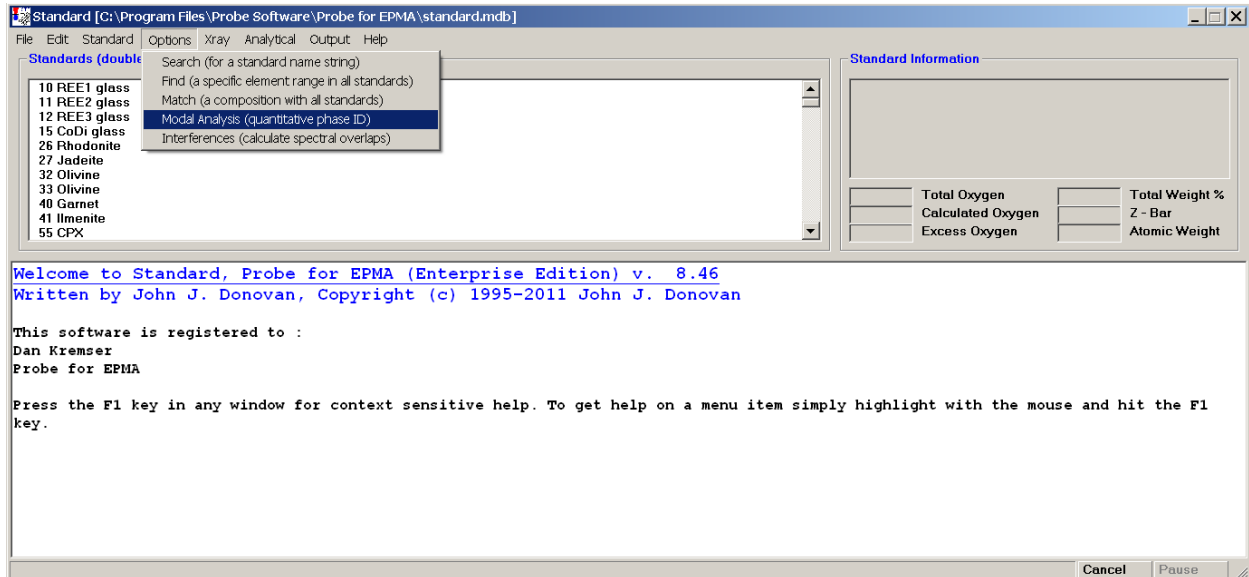 Standard [C:\Program Files\Probe Software\Probe for EPMA\standard.mdb]
File Edit Standard Options Xray Analytical Output Help
Standards (double
Search (for a standard name string)
Find (a specific element range in all standards)
Match (a composition with all standards)
Modal Analysis (quantitative phase ID)
Interferences (calculate spectral overlaps)
10 REE1 glass
11 REE2 glass
12 REE3 glass
15 CoDi glass
26 Rhodonite
27 Jadeite
32 Olivine
33 Olivine
40 Garnet
41 Ilmenite
55 CPX
Standard Information
Total Oxygen
Total Weight %
Calculated Oxygen
Z - Bar
Excess Oxygen
Atomic Weight
Welcome to Standard, Probe for EPMA (Enterprise Edition) v. 8.46
Written by John J. Donovan, Copyright (c) 1995-2011 John J. Donovan
This software is registered to :
Dan Kremser
Probe for EPMA
Press the F1 key in any window for context sensitive help. To get help on a menu item simply highlight with the mouse and hit the F1
key.
Cancel
Pause